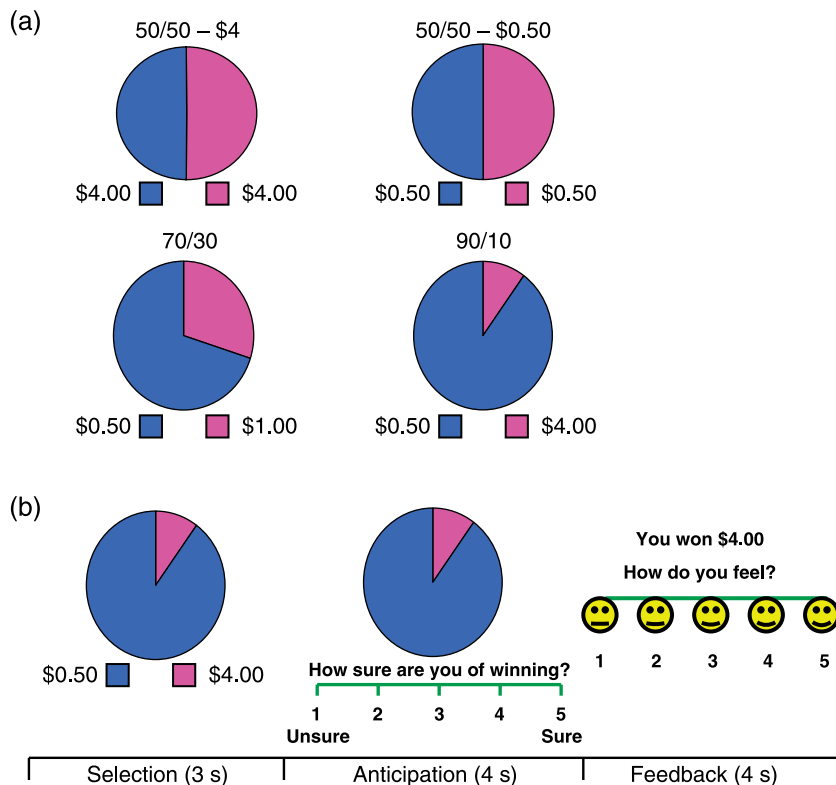 (a)
50/50 – $4
50/50 – $0.50
$4.00 $4.00
$0.50 $0.50
70/30
90/10
$0.50 $1.00
$0.50 $4.00
(b)
$0.50 $4.00
How sure are you of winning?
1 2 3 4 5
Unsure Sure
You won $4.00
How do you feel?
1 2 3 4 5
Selection (3 s)
Anticipation (4 s)
Feedback (4 s)